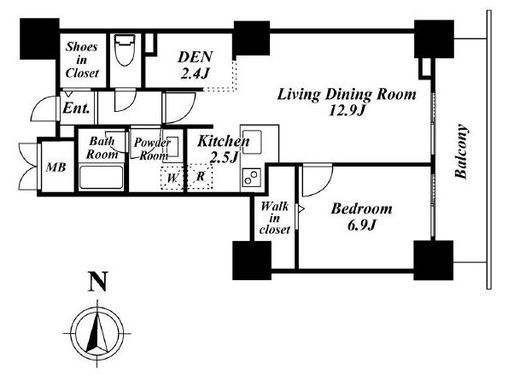 Shoes
in
Closet
DEN
2.4J
Ent.
Living Dining Room
12.9J
Bath
Room
Powder
Room
Kitchen
2.5J
MB
W
R
Balcony
Walk
in
closet
Bedroom
6.9J
N